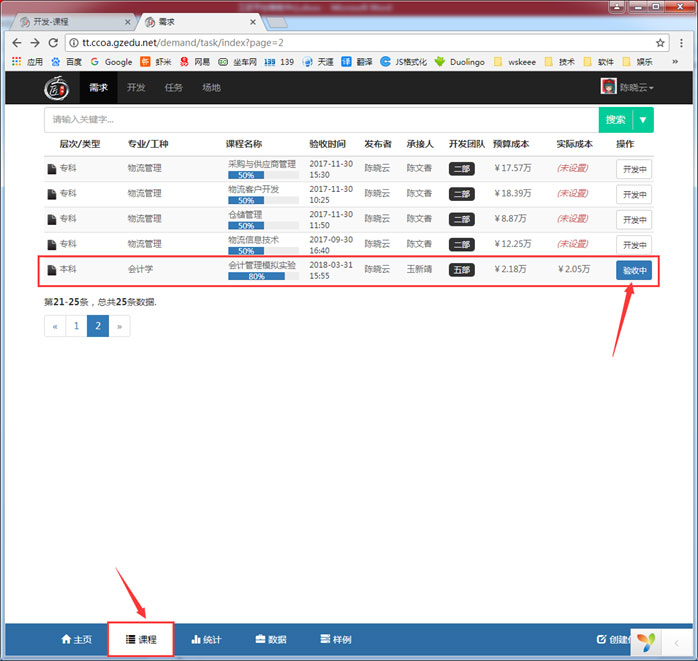 开发-课程
需求
tt.ccoa.gzedu.net/demand/task/index?page=2
应用 百度 Google 虾米 网易 坐车网 139 天涯 翻译 JS格式化 Duolingo wskeee 技术 软件 娱乐 »
需求 开发 任务 场地 陈晓云
请输入关键字... 搜索
层次/类型 专业/工种 课程名称 验收时间 发布者 承接人 开发团队 预算成本 实际成本 操作
专科 物流管理 采购与供应商管理 50% 2017-11-30 15:30 陈晓云 陈文香 二部 ￥17.57万 (未设置) 开发中
专科 物流管理 物流客户开发 50% 2017-11-30 10:25 陈晓云 陈文香 二部 ￥18.39万 (未设置) 开发中
专科 物流管理 仓储管理 50% 2017-11-30 11:50 陈晓云 陈文香 二部 ￥8.87万 (未设置) 开发中
专科 物流管理 物流信息技术 50% 2017-09-30 16:40 陈晓云 陈文香 二部 ￥12.25万 (未设置) 开发中
本科 会计学 会计管理模拟实验 80% 2018-03-31 15:55 陈晓云 王新靖 五部 ￥2.18万 ￥2.05万 验收中
第21-25条，总共25条数据.
« 1 2 »
主页 课程 统计 数据 样例 创建